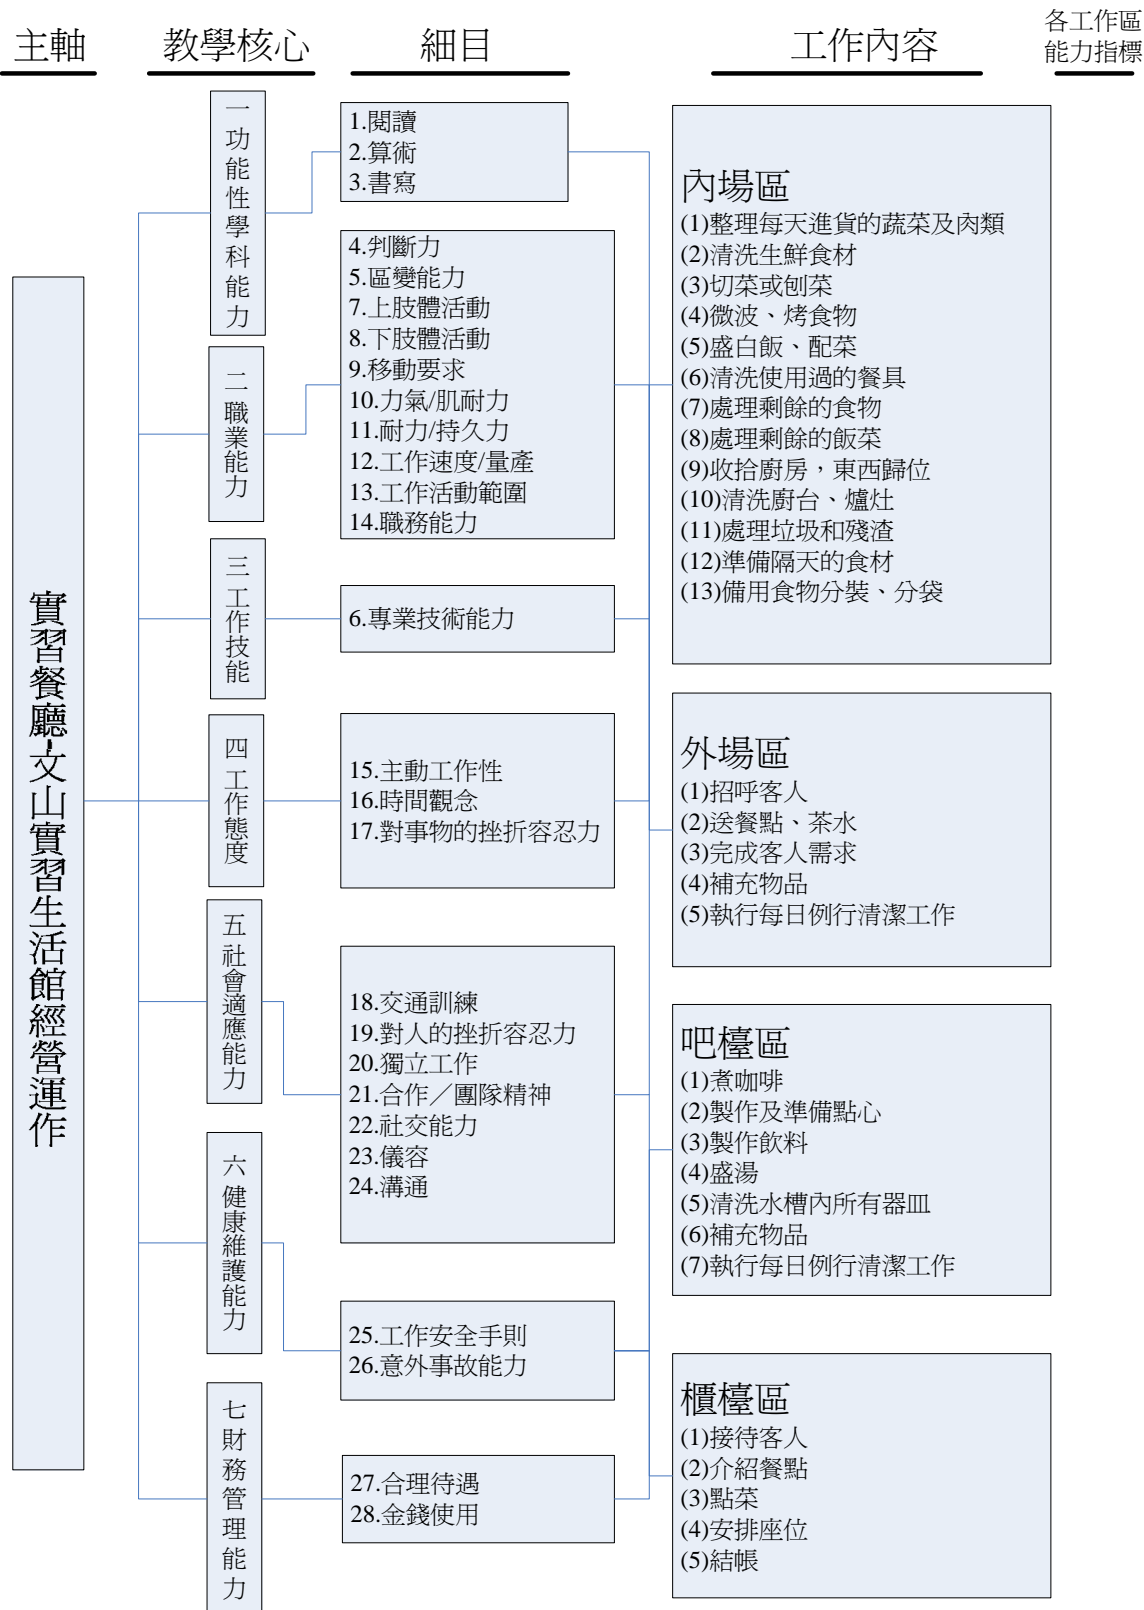 主軸
教學核心
細目
工作內容
各工作區
能力指標
實習餐廳-文山實習生活館經營運作
一功能性學科能力
二職業能力
三工作技能
四工作態度
五社會適應能力
六健康維護能力
七財務管理能力
1.閱讀
2.算術
3.書寫
4.判斷力
5.區變能力
7.上肢體活動
8.下肢體活動
9.移動要求
10.力氣/肌耐力
11.耐力/持久力
12.工作速度/量產
13.工作活動範圍
14.職務能力
6.專業技術能力
15.主動工作性
16.時間觀念
17.對事物的挫折容忍力
18.交通訓練
19.對人的挫折容忍力
20.獨立工作
21.合作／團隊精神
22.社交能力
23.儀容
24.溝通
25.工作安全手則
26.意外事故能力
27.合理待遇
28.金錢使用
內場區
(1)整理每天進貨的蔬菜及肉類
(2)清洗生鮮食材
(3)切菜或刨菜
(4)微波、烤食物
(5)盛白飯、配菜
(6)清洗使用過的餐具
(7)處理剩餘的食物
(8)處理剩餘的飯菜
(9)收拾廚房，東西歸位
(10)清洗廚台、爐灶
(11)處理垃圾和殘渣
(12)準備隔天的食材
(13)備用食物分裝、分袋
外場區
(1)招呼客人
(2)送餐點、茶水
(3)完成客人需求
(4)補充物品
(5)執行每日例行清潔工作
吧檯區
(1)煮咖啡
(2)製作及準備點心
(3)製作飲料
(4)盛湯
(5)清洗水槽內所有器皿
(6)補充物品
(7)執行每日例行清潔工作
櫃檯區
(1)接待客人
(2)介紹餐點
(3)點菜
(4)安排座位
(5)結帳